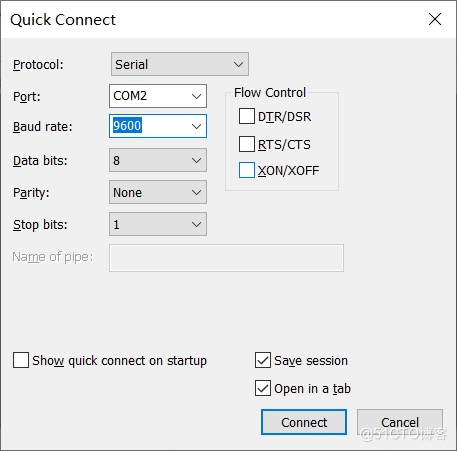 Quick Connect
Protocol: Serial
Port: COM2
Baud rate: 9600
Data bits: 8
Parity: None
Stop bits: 1
Name of pipe:
Flow Control
DTR/DSR
RTS/CTS
XON/XOFF
Show quick connect on startup
Save session
Open in a tab
Connect
Cancel
@51CTO博客